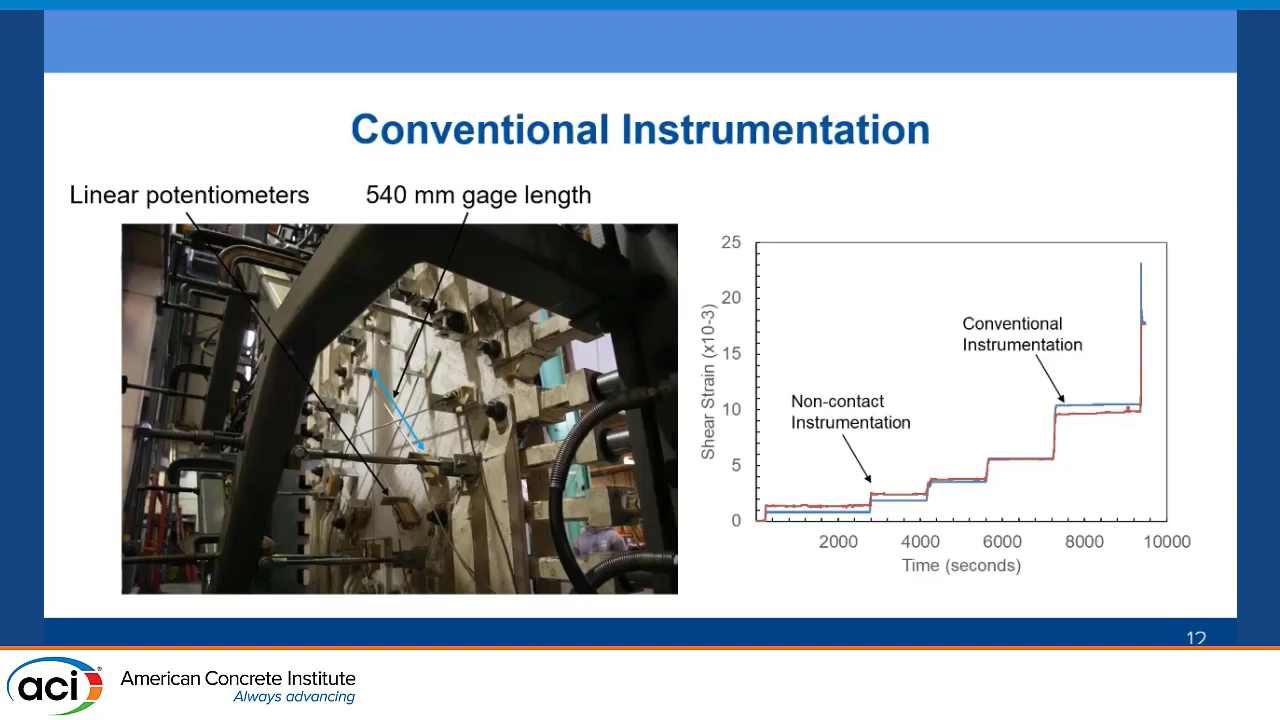 Conventional Instrumentation
Linear potentiometers
540 mm gage length
25
20
15
10
5
0
Shear Strain (x10-3)
Conventional
Instrumentation
Non-contact
Instrumentation
2000 4000 6000 8000 10000
Time (seconds)
12
aci®
American Concrete Institute
Always advancing